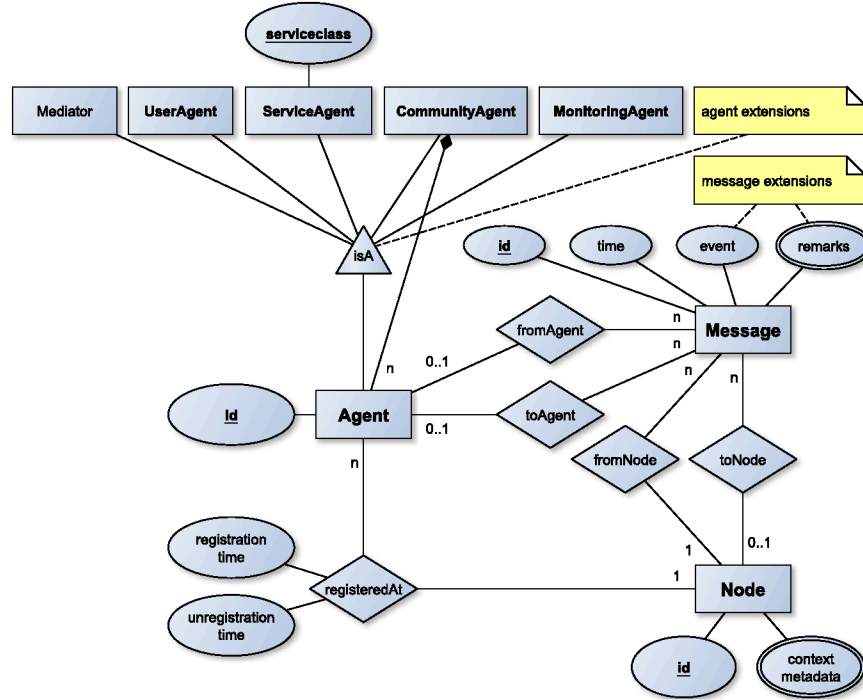 serviceclass
Mediator
UserAgent
ServiceAgent
CommunityAgent
MonitoringAgent
agent extensions
message extensions
id
time
event
remarks
isA
fromAgent
n
Message
n
0..1
n
n
n
Id
Agent
toAgent
0..1
n
fromNode
toNode
registration
time
1
0..1
registeredAt
1
Node
unregistration
time
id
context
metadata